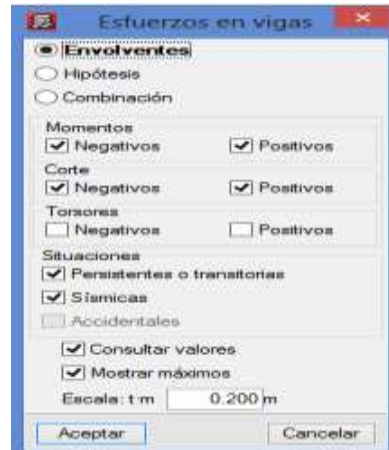 Esfuerzos en vigas
Envolventes
Hipótesis
Combinación
Momentos
Negativos Positivos
Corte
Negativos Positivos
Torsores
Negativos Positivos
Situaciones
Persistentes o transitorias
Sísmicas
Accidentales
Consultar valores
Mostrar máximos
Escala: t·m 0.200 m
Aceptar Cancelar